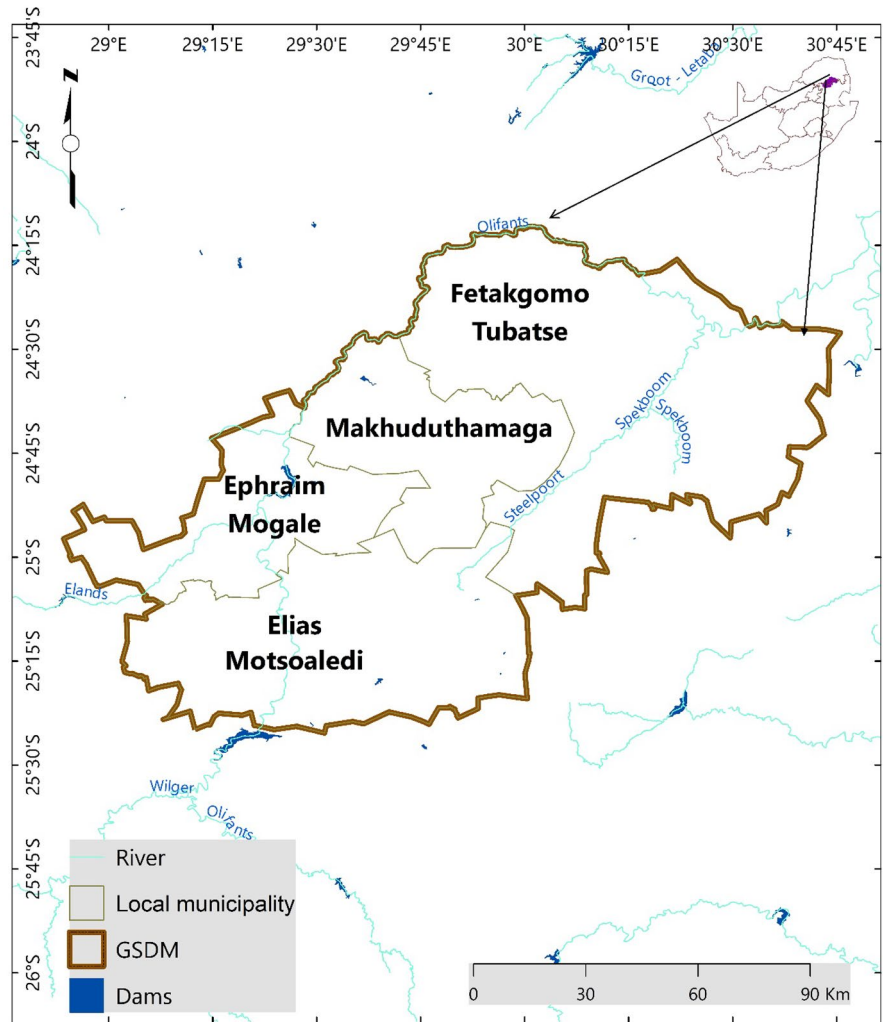 29°E 29°15'E 29°30'E 29°45'E 30°E 30°15'E 30°30'E 30°45'E
23°45'S
24°S
24°15'S
24°30'S
24°45'S
25°S
25°15'S
25°30'S
25°45'S
26°S
N
Groot - Letaba
Olifants
Fetakgomo
Tubatse
Makhuduthamaga
Spekboom
Spekboom
Steelpoort
Ephraim
Mogale
Elands
Elias
Motsoaledi
Wilger
Olifants
River
Local municipality
GSDM
Dams
0 30 60 90 Km